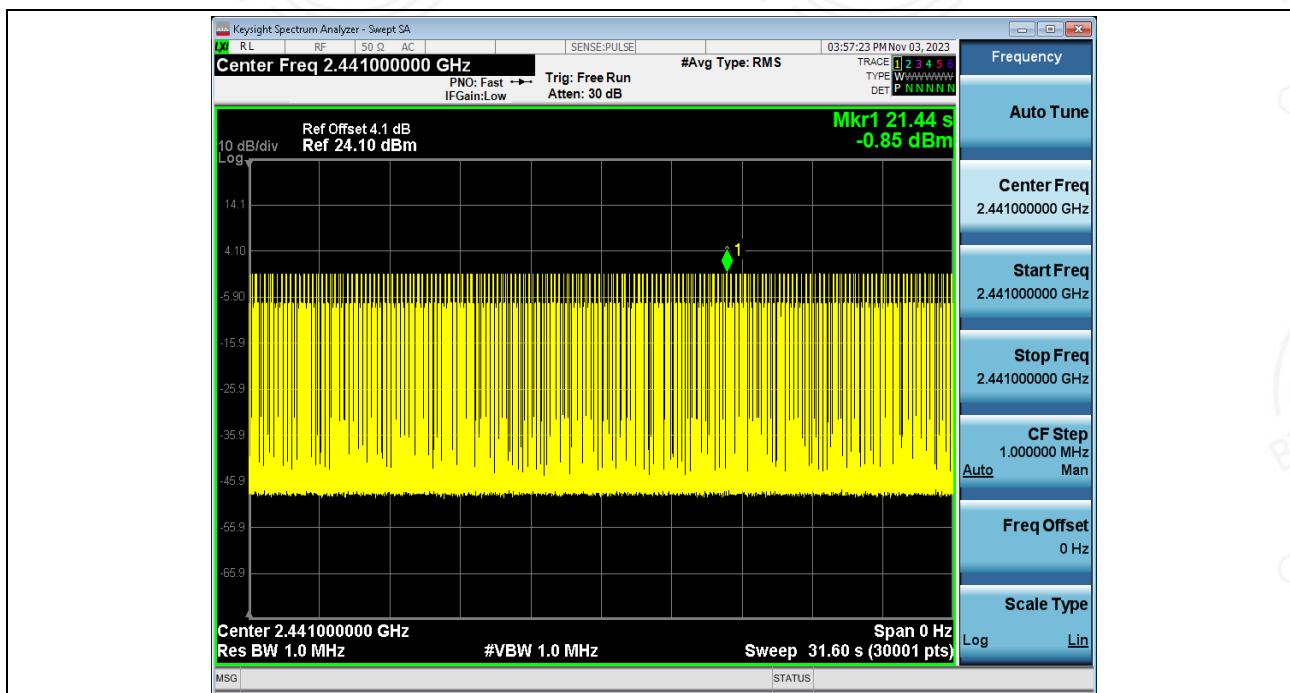 Keysight Spectrum Analyzer - Swept SA
LXI RL RF 50 Ω AC SENSE:PULSE 03:57:23 PM Nov 03, 2023
Center Freq 2.441000000 GHz
PNO: Fast
IFGain:Low
Trig: Free Run
Atten: 30 dB
#Avg Type: RMS
TRACE 1 2 3 4 5 6
TYPE WWWWWW
DET P N N N N N
Ref Offset 4.1 dB
Ref 24.10 dBm
10 dB/div
Log
Mkr1 21.44 s
-0.85 dBm
14.1
4.10
-5.90
-15.9
-25.9
-35.9
-45.9
-55.9
-65.9
1
Center 2.441000000 GHz
Res BW 1.0 MHz
#VBW 1.0 MHz
Span 0 Hz
Sweep 31.60 s (30001 pts)
MSG
STATUS
Frequency
Auto Tune
Center Freq
2.441000000 GHz
Start Freq
2.441000000 GHz
Stop Freq
2.441000000 GHz
CF Step
1.000000 MHz
Auto Man
Freq Offset
0 Hz
Scale Type
Log Lin